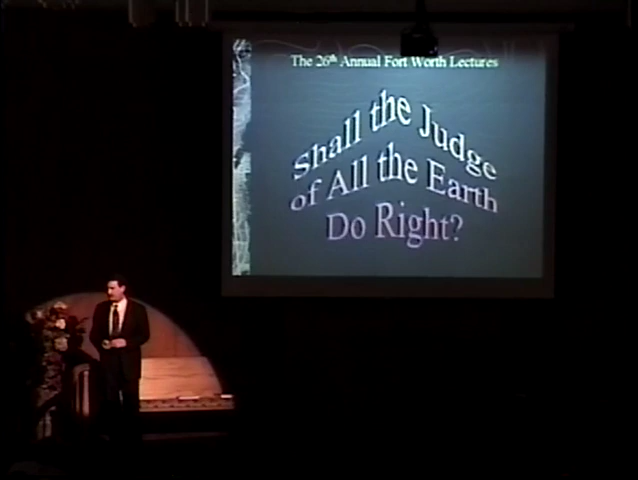 The 26th Annual Fort Worth Lectures
Shall the Judge
of All the Earth
Do Right?